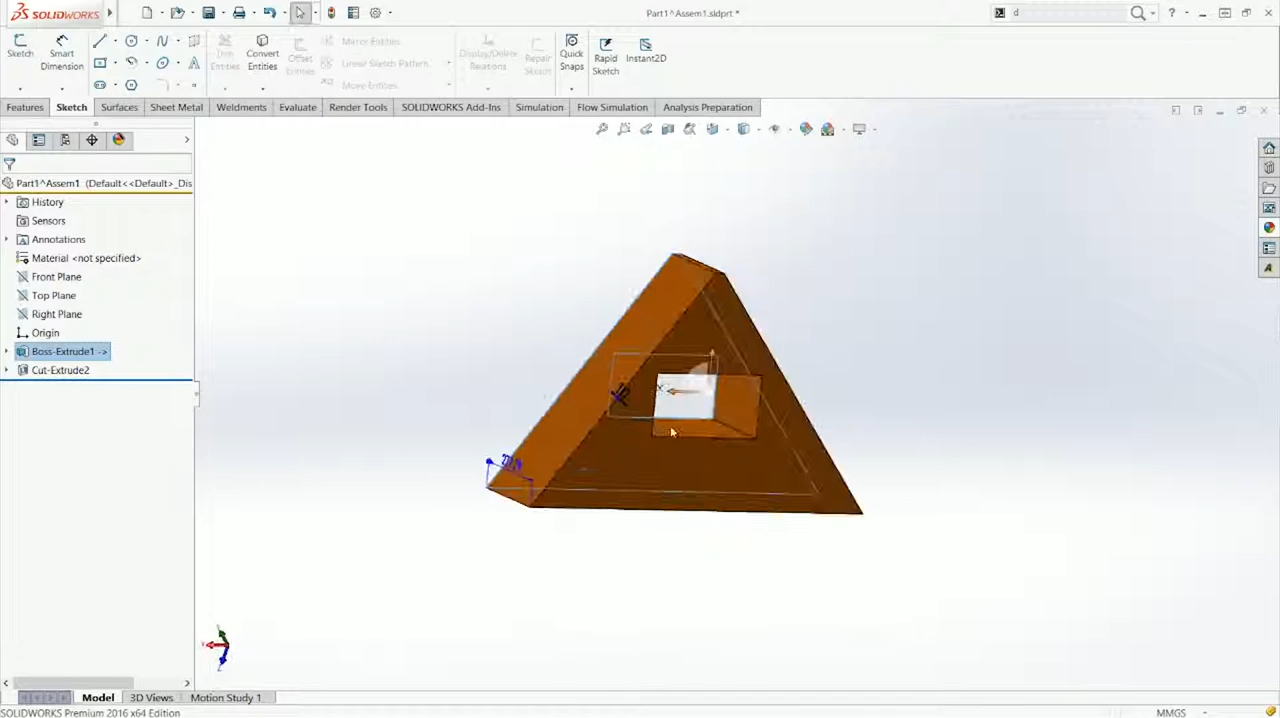 SOLIDWORKS
Part1^Assem1.sldprt *
d
?
Sketch
Smart Dimension
Trim Entities
Convert Entities
Offset Entities
Mirror Entities
Linear Sketch Pattern
Move Entities
Display/Delete Relations
Repair Sketch
Quick Snaps
Rapid Sketch
Instant2D
Features
Sketch
Surfaces
Sheet Metal
Weldments
Evaluate
Render Tools
SOLIDWORKS Add-Ins
Simulation
Flow Simulation
Analysis Preparation
Part1^Assem1 (Default<<Default>_Dis
History
Sensors
Annotations
Material <not specified>
Front Plane
Top Plane
Right Plane
Origin
Boss-Extrude1 ->
Cut-Extrude2
Model
3D Views
Motion Study 1
SOLIDWORKS Premium 2016 x64 Edition
MMGS